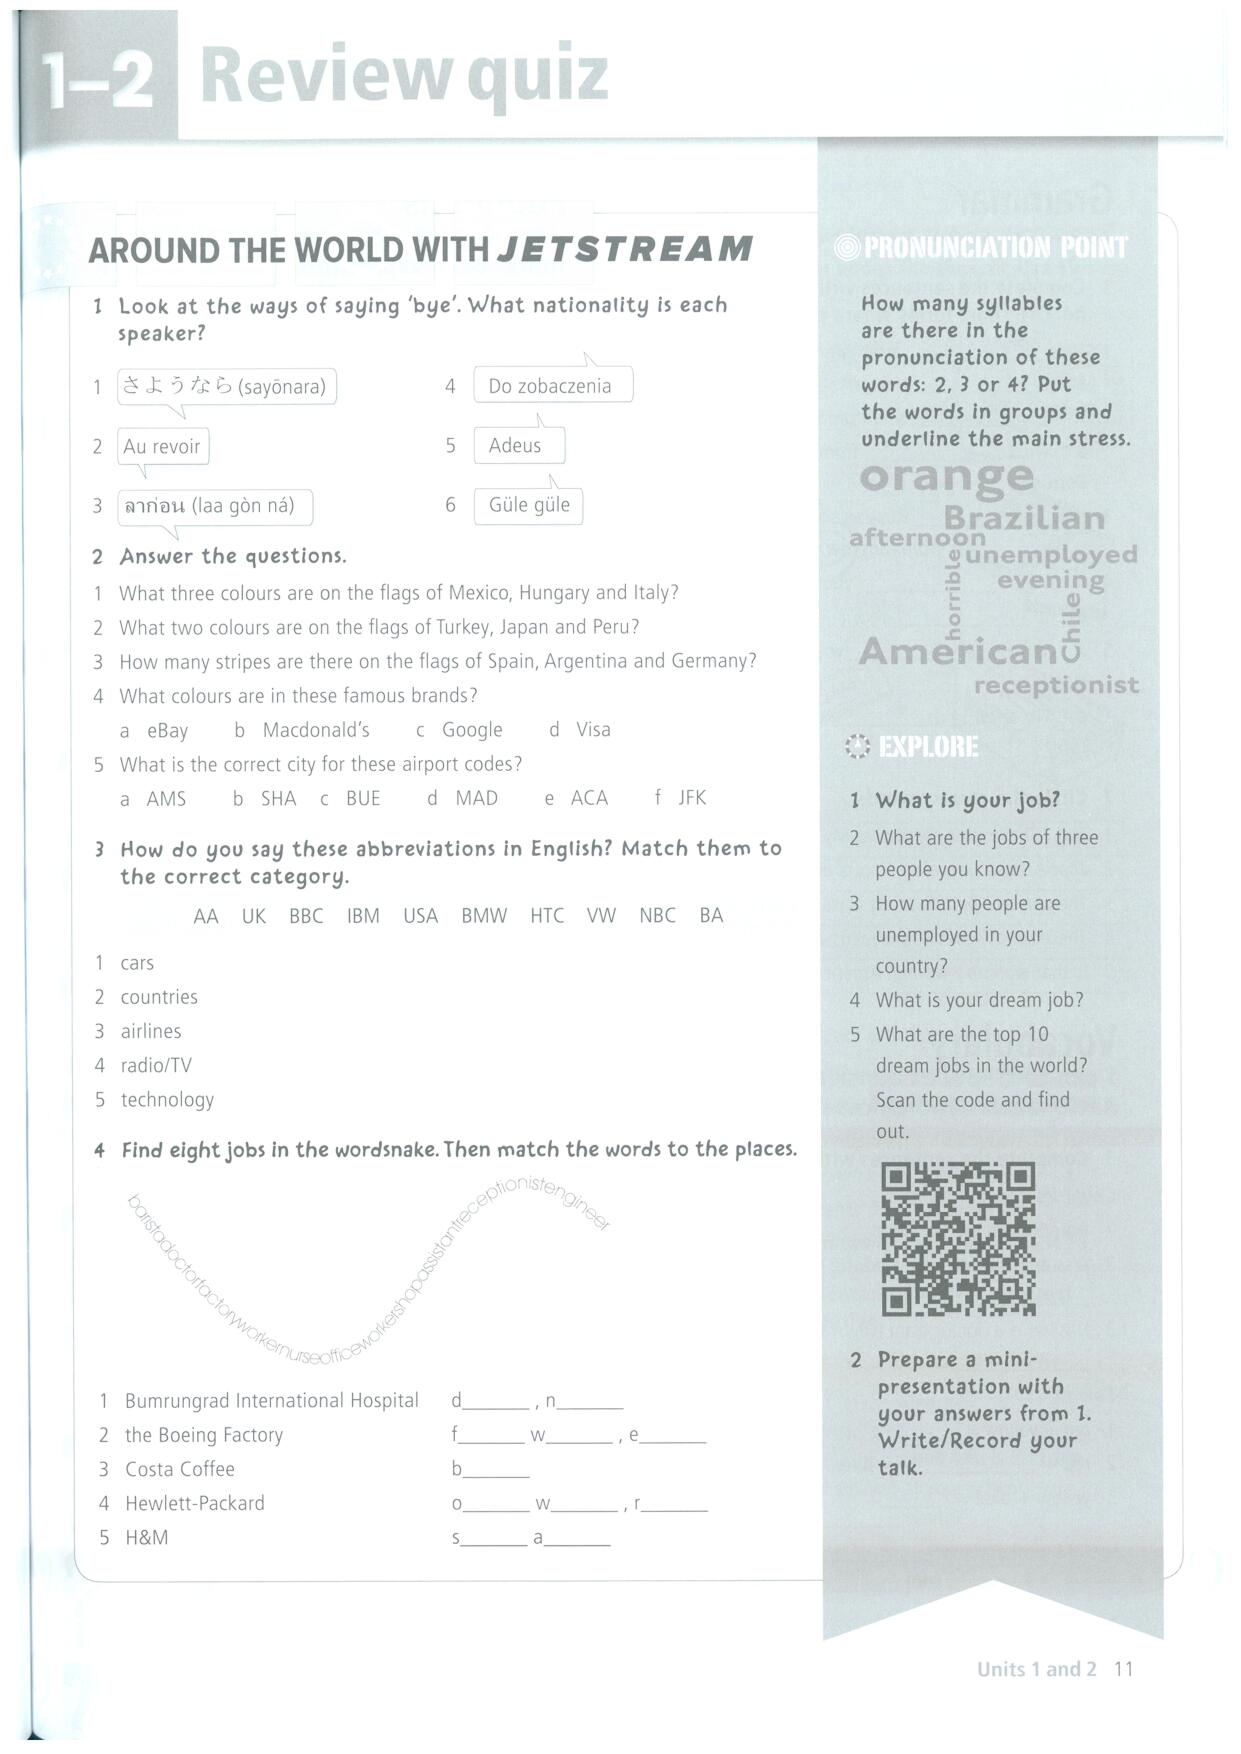 1–2 Review quiz
AROUND THE WORLD WITH JETSTREAM
1 Look at the ways of saying ‘bye’. What nationality is each
speaker?
1 さようなら (sayōnara)
2 Au revoir
3 ลาก่อน (laa gòn ná)
4 Do zobaczenia
5 Adeus
6 Güle güle
2 Answer the questions.
1 What three colours are on the flags of Mexico, Hungary and Italy?
2 What two colours are on the flags of Turkey, Japan and Peru?
3 How many stripes are there on the flags of Spain, Argentina and Germany?
4 What colours are in these famous brands?
a eBay b Macdonald’s c Google d Visa
5 What is the correct city for these airport codes?
a AMS b SHA c BUE d MAD e ACA f JFK
3 How do you say these abbreviations in English? Match them to
the correct category.
AA UK BBC IBM USA BMW HTC VW NBC BA
1 cars
2 countries
3 airlines
4 radio/TV
5 technology
4 Find eight jobs in the wordsnake. Then match the words to the places.
baristadoctorfactoryworkernurseofficeworkershopassistantreceptionistengineer
1 Bumrungrad International Hospital d______ , n______
2 the Boeing Factory f______ w______ , e______
3 Costa Coffee b______
4 Hewlett-Packard o______ w______ , r______
5 H&M s______ a______
PRONUNCIATION POINT
How many syllables
are there in the
pronunciation of these
words: 2, 3 or 4? Put
the words in groups and
underline the main stress.
orange
Brazilian
afternoon
unemployed
evening
horrible
Chile
American
receptionist
EXPLORE
1 What is your job?
2 What are the jobs of three
people you know?
3 How many people are
unemployed in your
country?
4 What is your dream job?
5 What are the top 10
dream jobs in the world?
Scan the code and find
out.
2 Prepare a mini-
presentation with
your answers from 1.
Write/Record your
talk.
Units 1 and 2 11